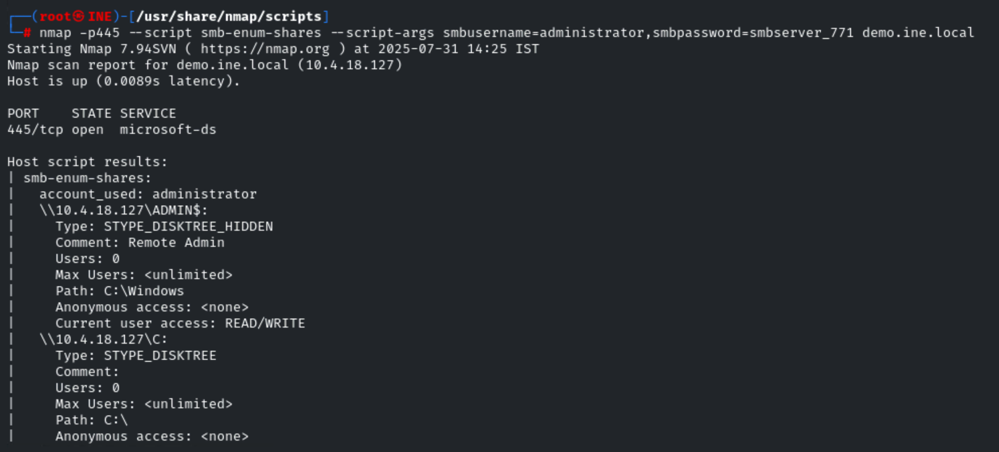 ┌──(root㉿INE)-[/usr/share/nmap/scripts]
└─# nmap -p445 --script smb-enum-shares --script-args smbusername=administrator,smbpassword=smbserver_771 demo.ine.local
Starting Nmap 7.94SVN ( https://nmap.org ) at 2025-07-31 14:25 IST
Nmap scan report for demo.ine.local (10.4.18.127)
Host is up (0.0089s latency).

PORT    STATE SERVICE
445/tcp open  microsoft-ds

Host script results:
| smb-enum-shares:
|   account_used: administrator
|   \\10.4.18.127\ADMIN$:
|     Type: STYPE_DISKTREE_HIDDEN
|     Comment: Remote Admin
|     Users: 0
|     Max Users: <unlimited>
|     Path: C:\Windows
|     Anonymous access: <none>
|     Current user access: READ/WRITE
|   \\10.4.18.127\C:
|     Type: STYPE_DISKTREE
|     Comment:
|     Users: 0
|     Max Users: <unlimited>
|     Path: C:\
|     Anonymous access: <none>